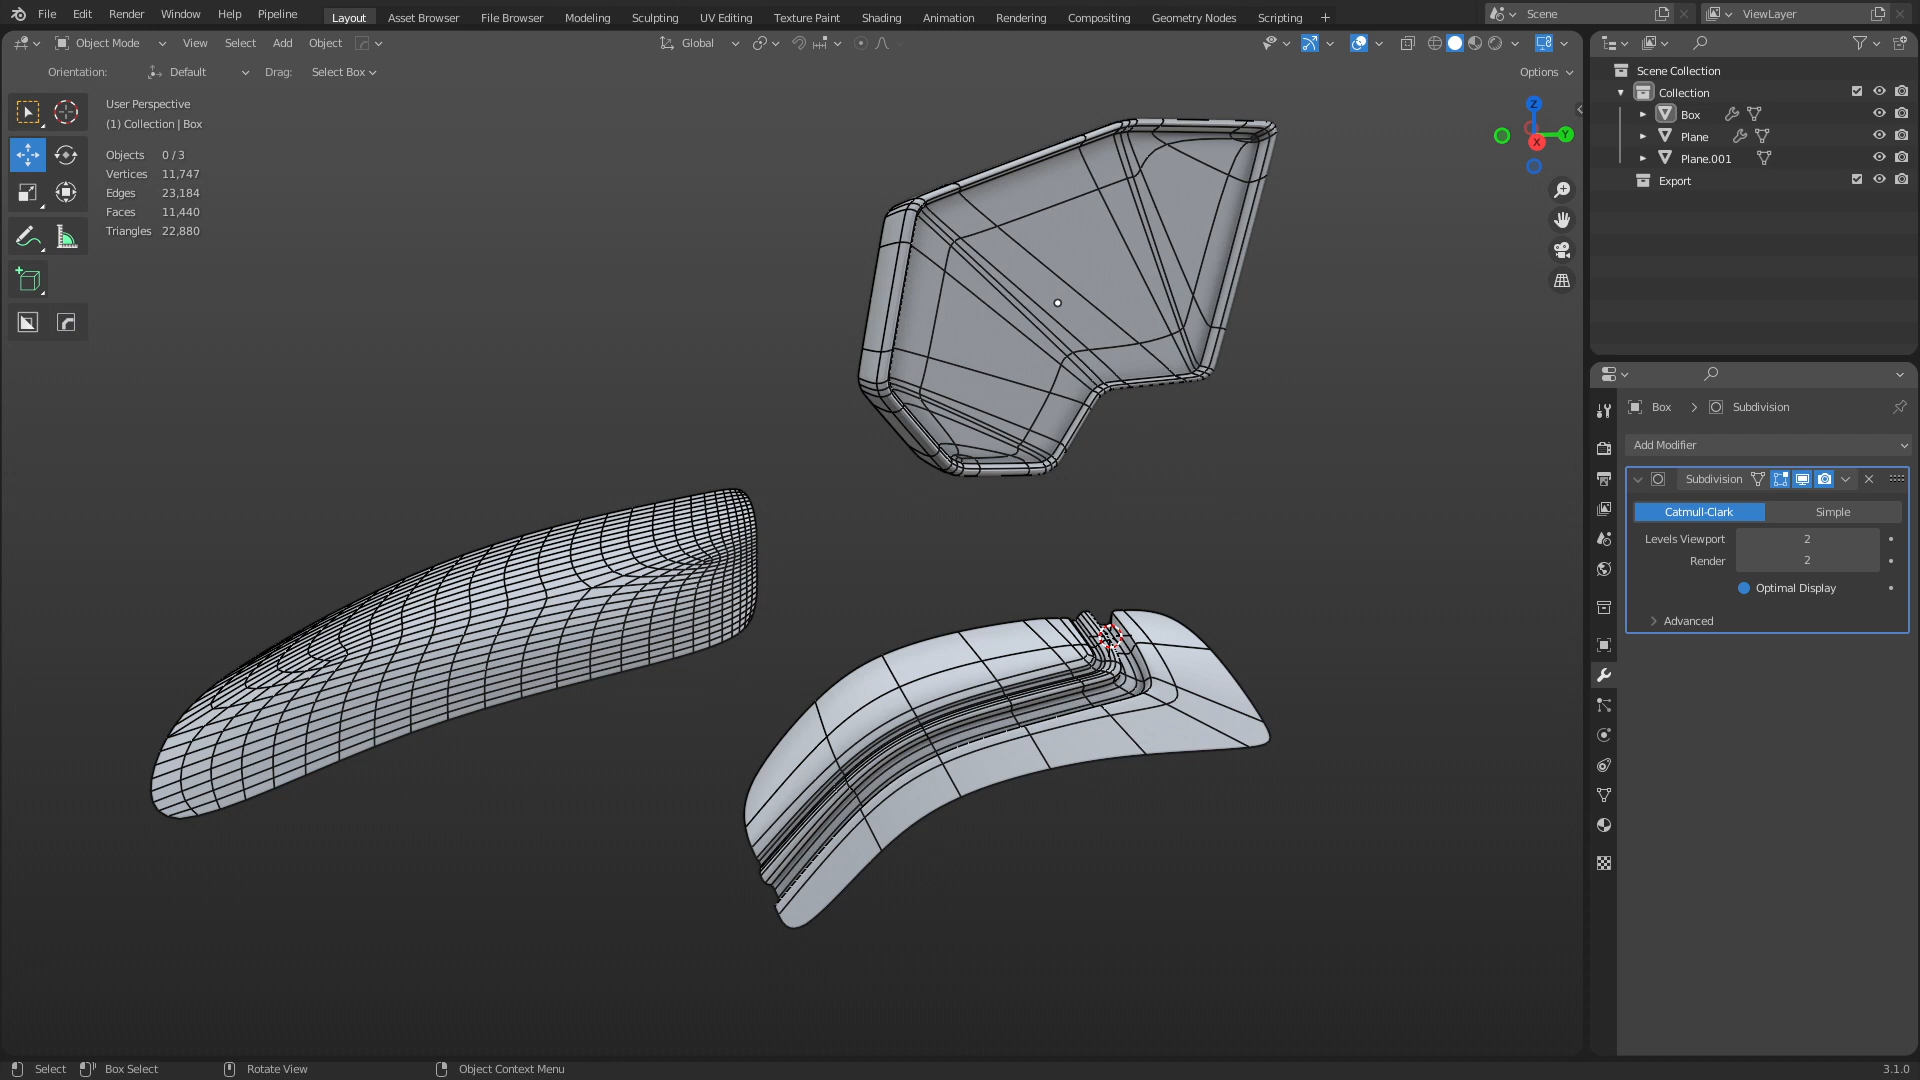 File Edit Render Window Help Pipeline Layout Asset Browser File Browser Modeling Sculpting UV Editing Texture Paint Shading Animation Rendering Compositing Geometry Nodes Scripting + Scene ViewLayer
Object Mode View Select Add Object Global
Orientation: Default Drag: Select Box Options
User Perspective
(1) Collection | Box
Objects 0 / 3
Vertices 11,747
Edges 23,184
Faces 11,440
Triangles 22,880
Z
Y
X
Scene Collection
Collection
Box
Plane
Plane.001
Export
Box > Subdivision
Add Modifier
Subdivision
Catmull-Clark Simple
Levels Viewport 2
Render 2
Optimal Display
Advanced
Select Box Select Rotate View Object Context Menu 3.1.0